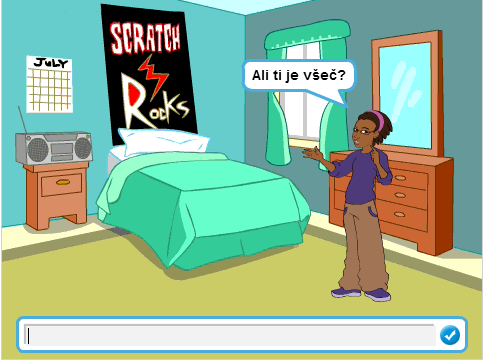 SCRATCH
ROCKS
JULY
Ali ti je všeč?